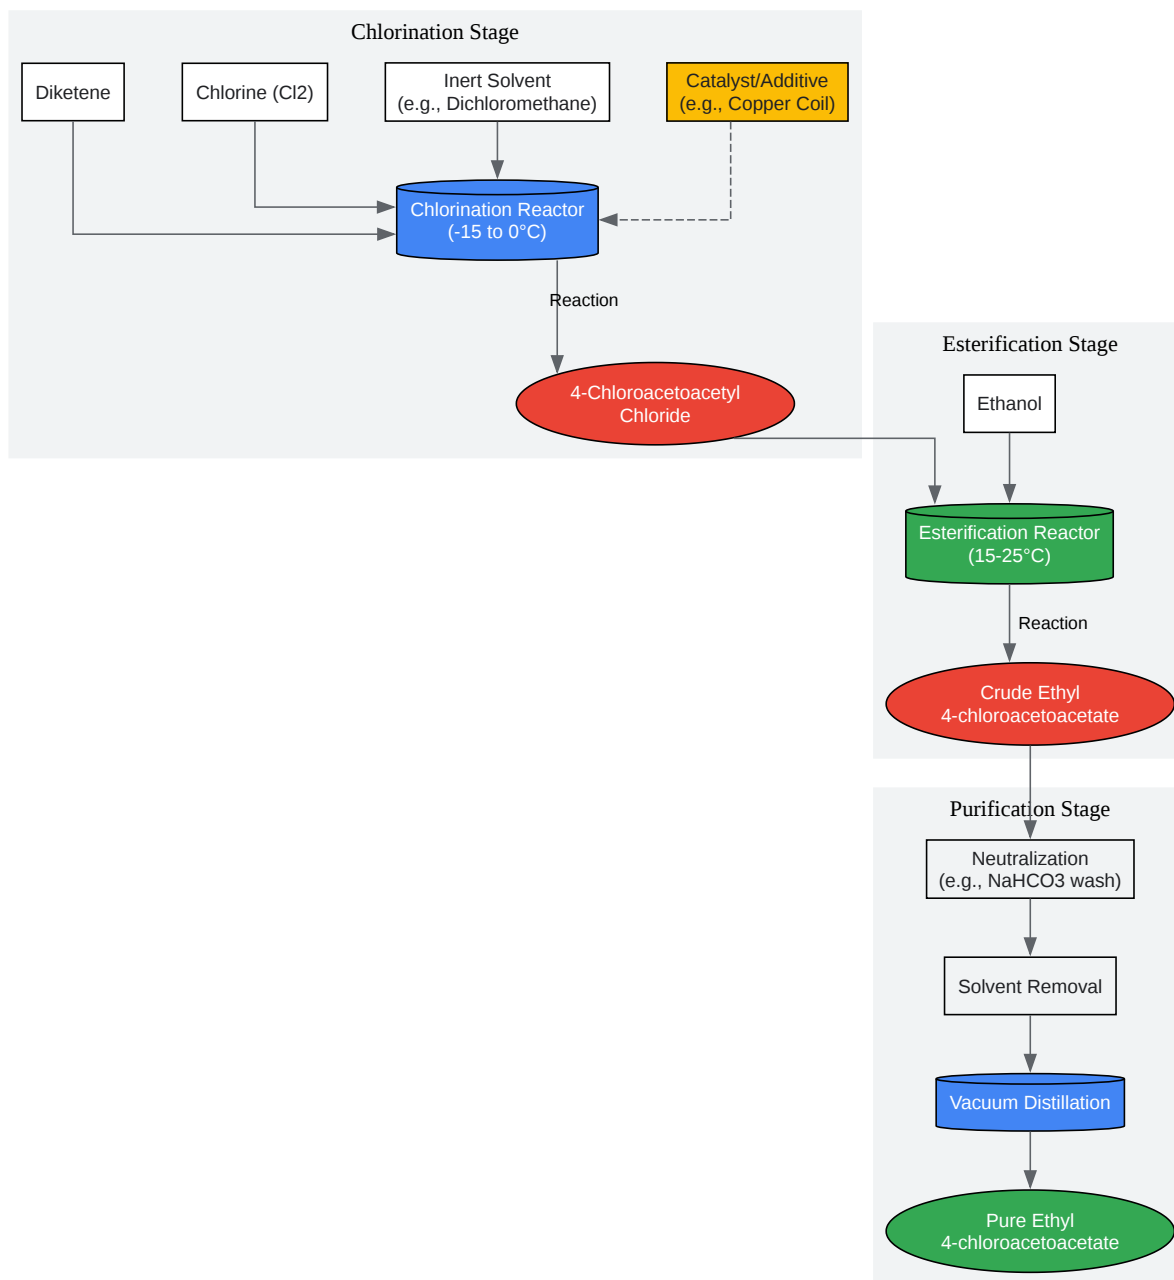 Chlorination Stage
Diketene
Chlorine (Cl2)
Inert Solvent
(e.g., Dichloromethane)
Catalyst/Additive
(e.g., Copper Coil)
Chlorination Reactor
(-15 to 0°C)
Reaction
4-Chloroacetoacetyl
Chloride
Esterification Stage
Ethanol
Esterification Reactor
(15-25°C)
Reaction
Crude Ethyl
4-chloroacetoacetate
Purification Stage
Neutralization
(e.g., NaHCO3 wash)
Solvent Removal
Vacuum Distillation
Pure Ethyl
4-chloroacetoacetate